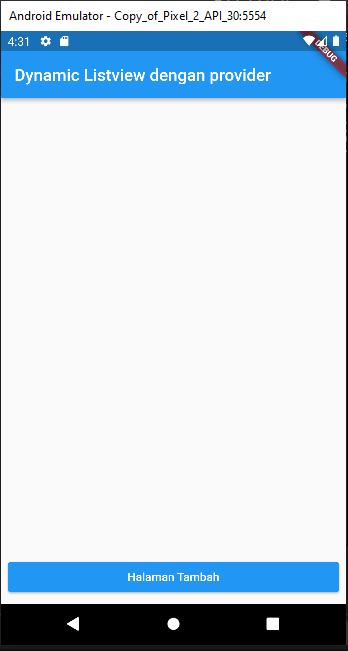 Android Emulator - Copy_of_Pixel_2_API_30:5554
4:31
DEBUG
Dynamic Listview dengan provider
Halaman Tambah